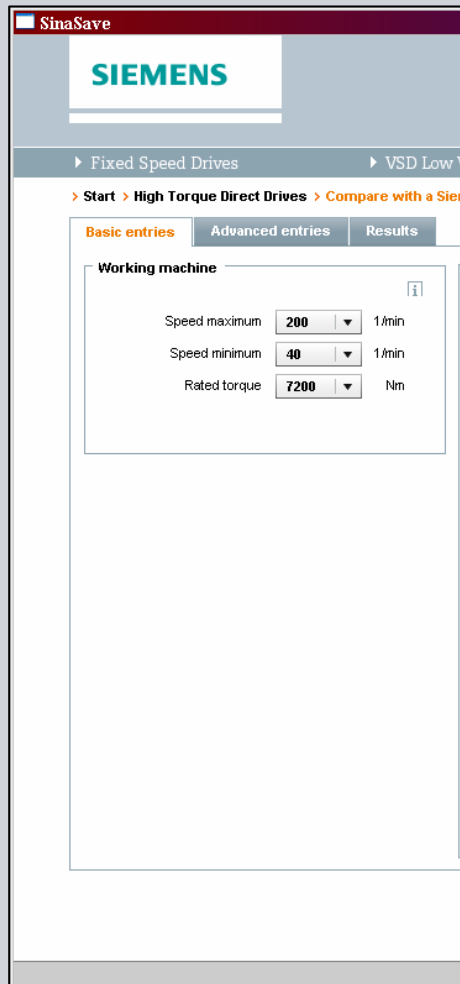 SinaSave
SIEMENS
Fixed Speed Drives VSD Low
> Start > High Torque Direct Drives > Compare with a Sie
Basic entries Advanced entries Results
Working machine
i
Speed maximum 200 1/min
Speed minimum 40 1/min
Rated torque 7200 Nm